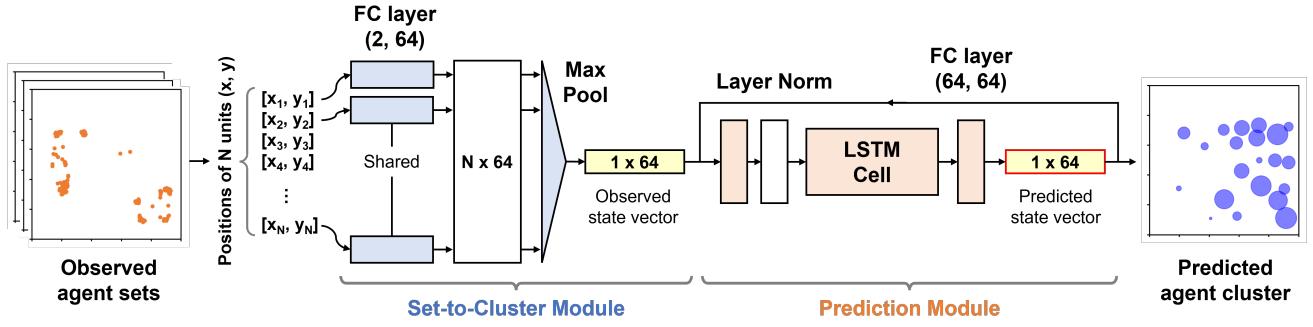 Observed
agent sets
Positions of N units (x, y)
[x1, y1]
[x2, y2]
[x3, y3]
[x4, y4]
⋮
[xN, yN]
FC layer
(2, 64)
Shared
N x 64
Max
Pool
1 x 64
Observed
state vector
Set-to-Cluster Module
Layer Norm
FC layer
(64, 64)
LSTM
Cell
1 x 64
Predicted
state vector
Prediction Module
Predicted
agent cluster